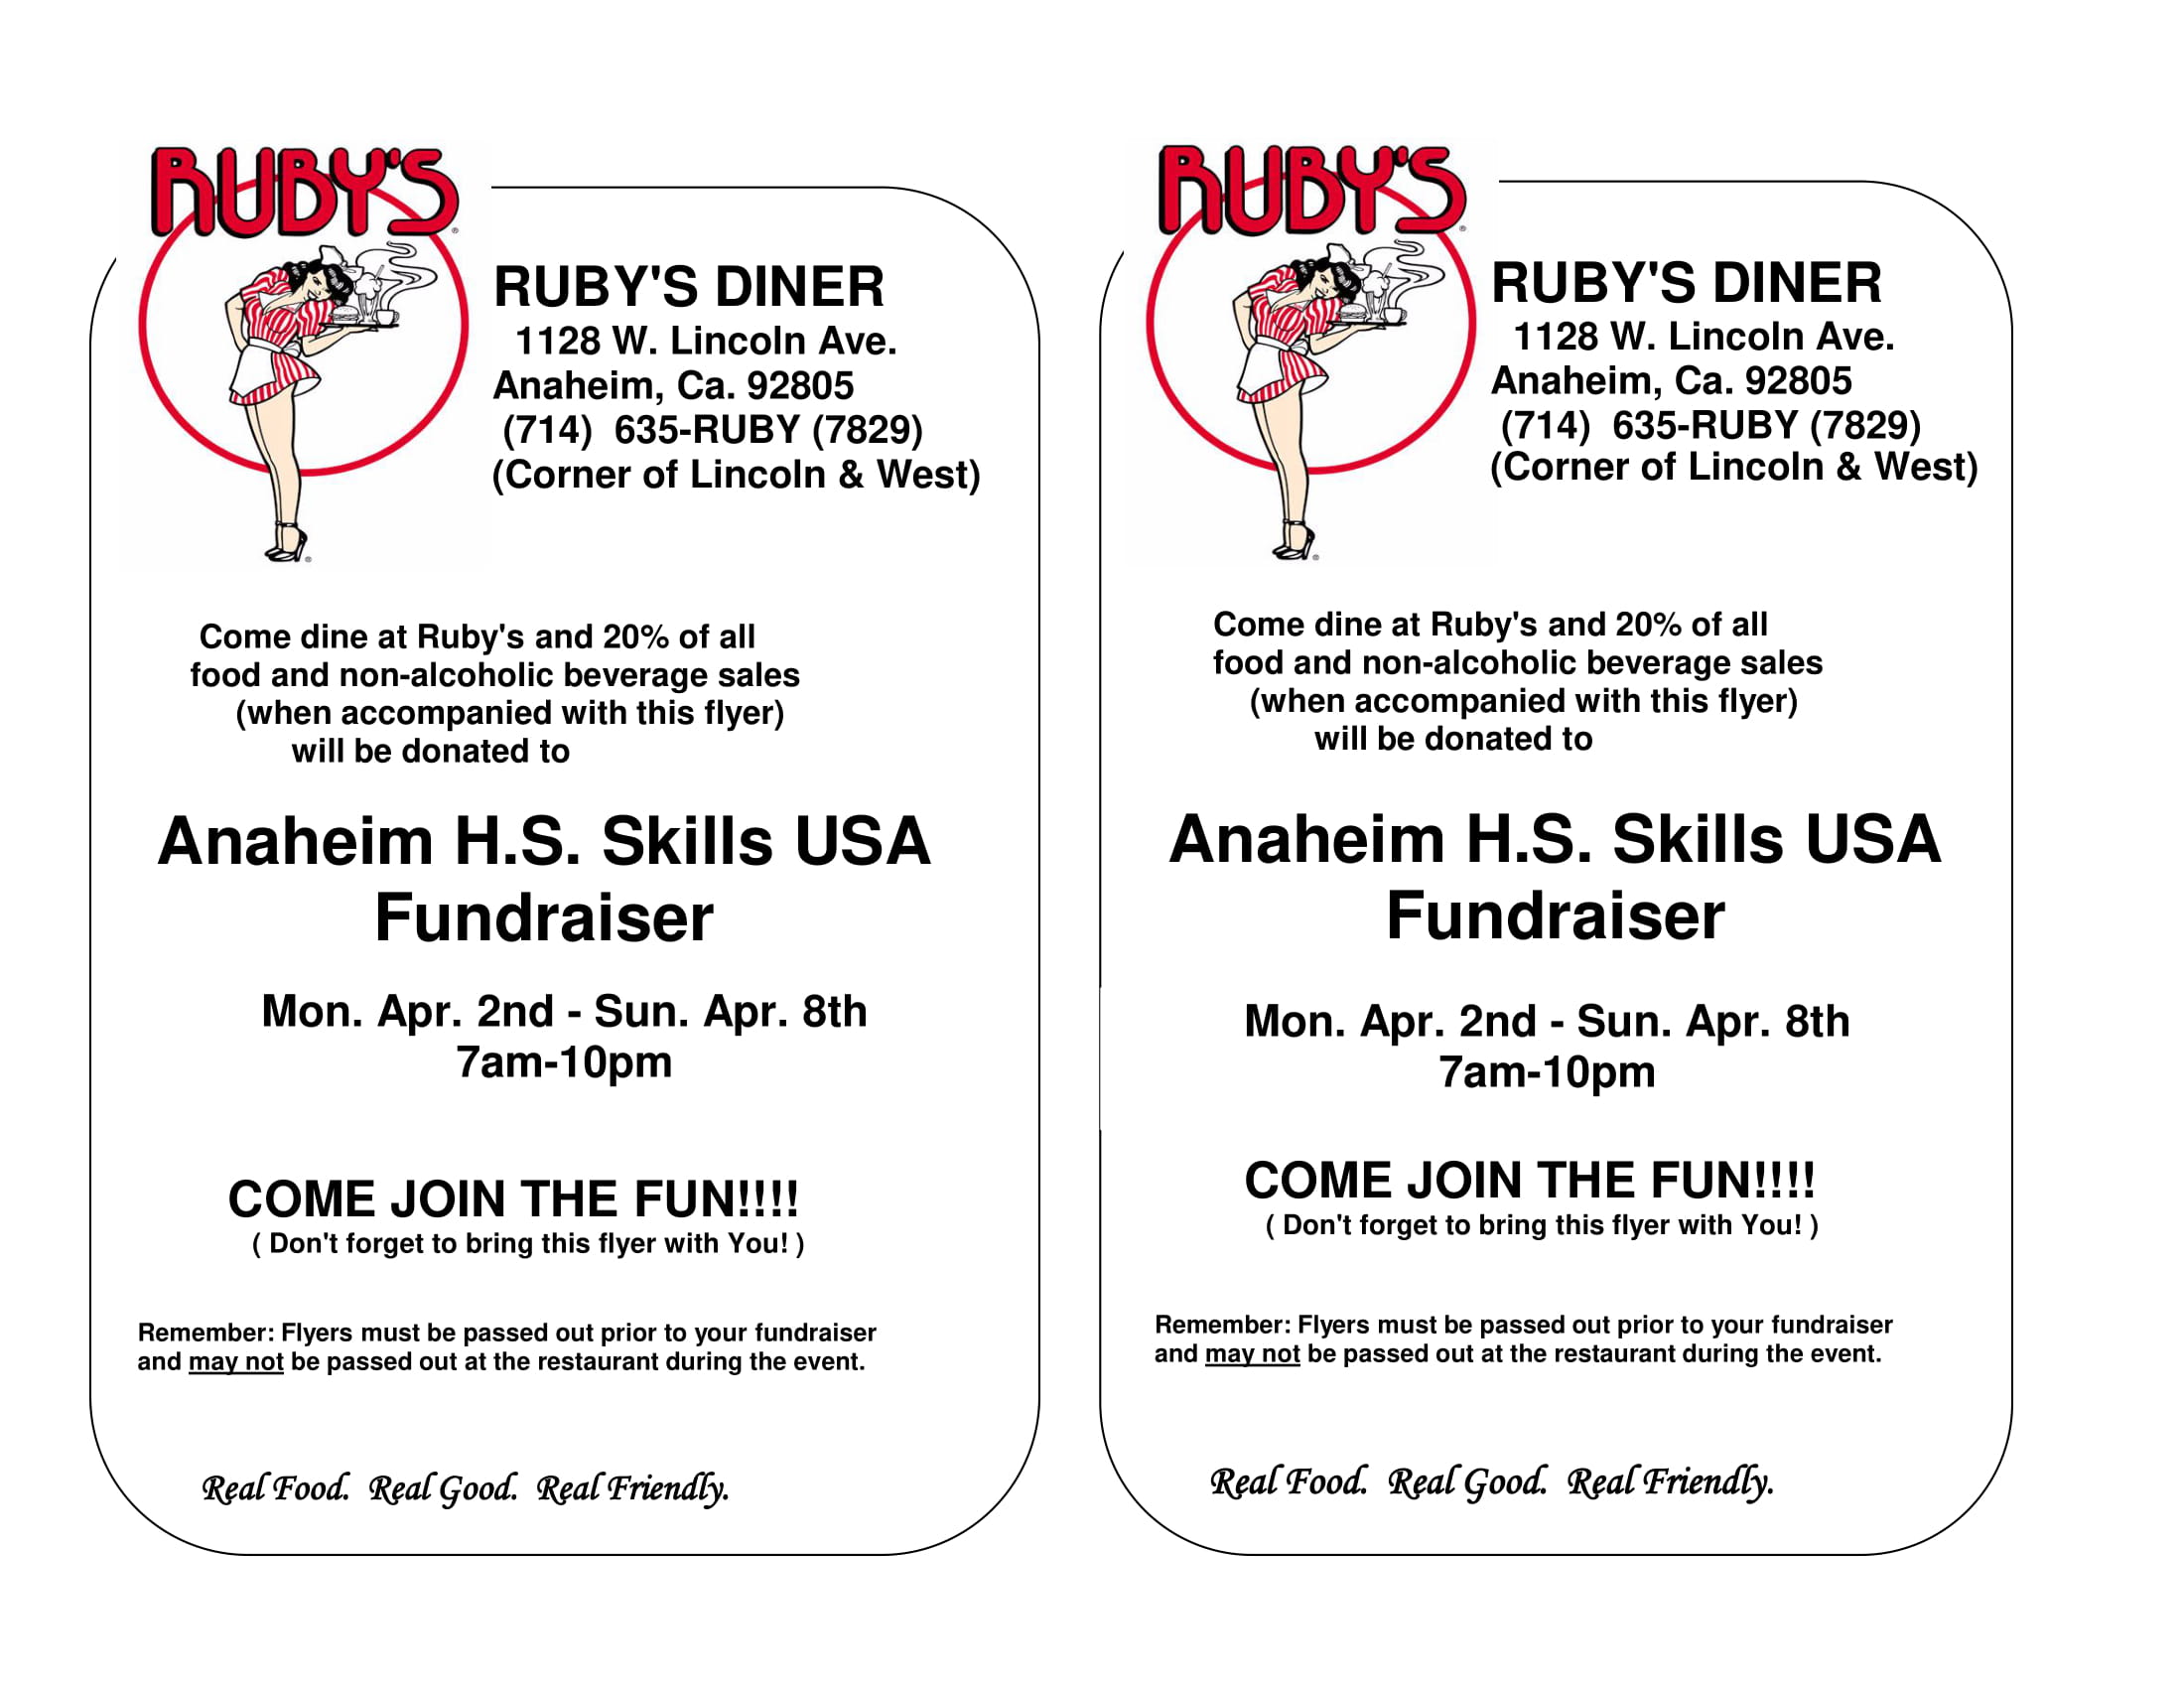 RUBY'S
RUBY'S DINER
1128 W. Lincoln Ave.
Anaheim, Ca. 92805
(714)  635-RUBY (7829)
(Corner of Lincoln & West)
Come dine at Ruby's and 20% of all
food and non-alcoholic beverage sales
(when accompanied with this flyer)
will be donated to
Anaheim H.S. Skills USA
Fundraiser
Mon. Apr. 2nd - Sun. Apr. 8th
7am-10pm
COME JOIN THE FUN!!!!
( Don't forget to bring this flyer with You! )
Remember: Flyers must be passed out prior to your fundraiser
and may not be passed out at the restaurant during the event.
Real Food.  Real Good.  Real Friendly.
RUBY'S
RUBY'S DINER
1128 W. Lincoln Ave.
Anaheim, Ca. 92805
(714)  635-RUBY (7829)
(Corner of Lincoln & West)
Come dine at Ruby's and 20% of all
food and non-alcoholic beverage sales
(when accompanied with this flyer)
will be donated to
Anaheim H.S. Skills USA
Fundraiser
Mon. Apr. 2nd - Sun. Apr. 8th
7am-10pm
COME JOIN THE FUN!!!!
( Don't forget to bring this flyer with You! )
Remember: Flyers must be passed out prior to your fundraiser
and may not be passed out at the restaurant during the event.
Real Food.  Real Good.  Real Friendly.